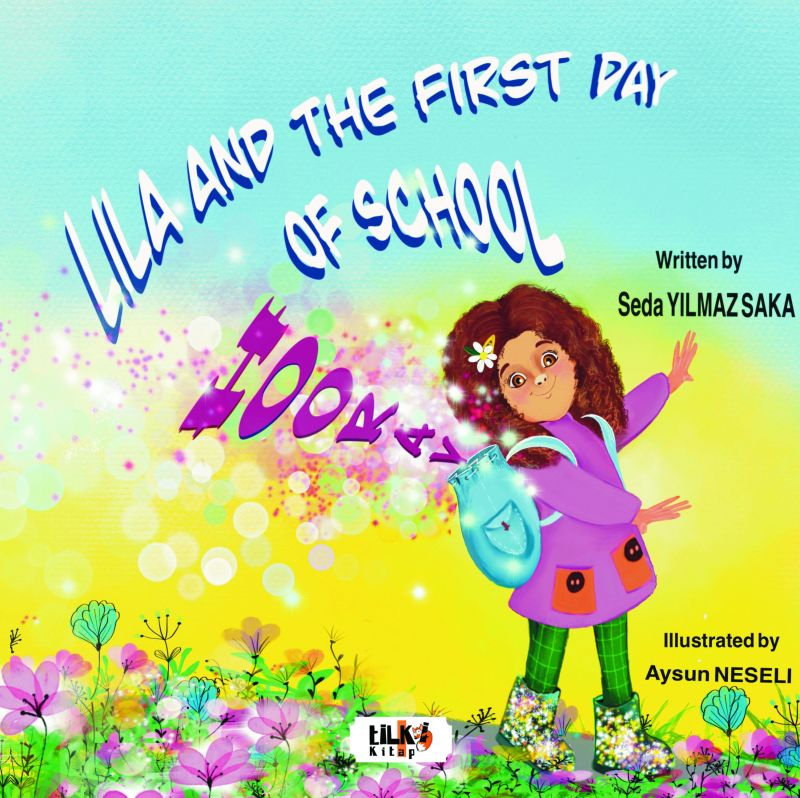 LILA AND THE FIRST DAY
OF SCHOOL
HOORAY
Written by
Seda YILMAZ SAKA
Illustrated by
Aysun NESELI
tilki
Kitap